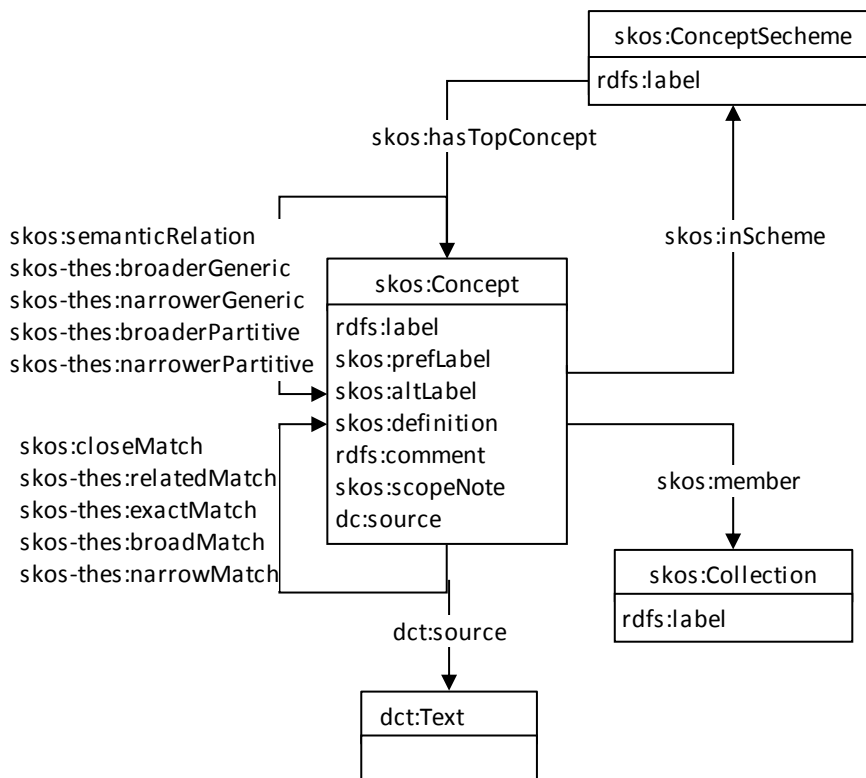 skos:ConceptSecheme
rdfs:label
skos:hasTopConcept
skos:inScheme
skos:semanticRelation
skos-thes:broaderGeneric
skos-thes:narrowerGeneric
skos-thes:broaderPartitive
skos-thes:narrowerPartitive
skos:Concept
rdfs:label
skos:prefLabel
skos:altLabel
skos:definition
rdfs:comment
skos:scopeNote
dc:source
skos:closeMatch
skos-thes:relatedMatch
skos-thes:exactMatch
skos-thes:broadMatch
skos-thes:narrowMatch
skos:member
skos:Collection
rdfs:label
dct:source
dct:Text